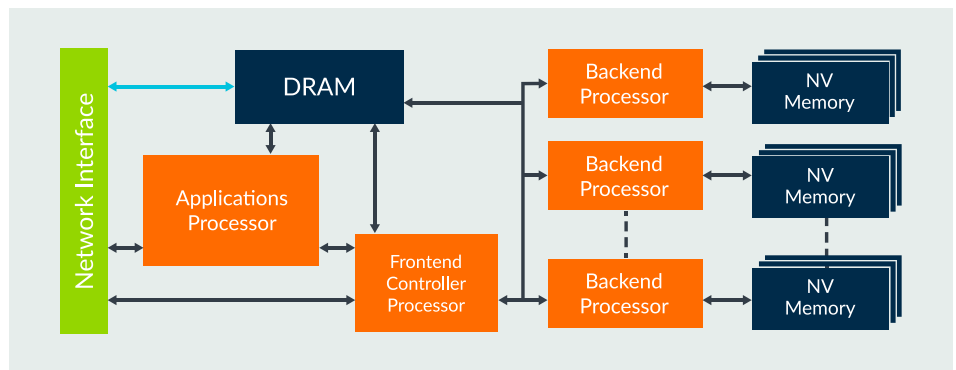 Network Interface
DRAM
Applications
Processor
Frontend
Controller
Processor
Backend
Processor
NV
Memory
Backend
Processor
NV
Memory
Backend
Processor
NV
Memory